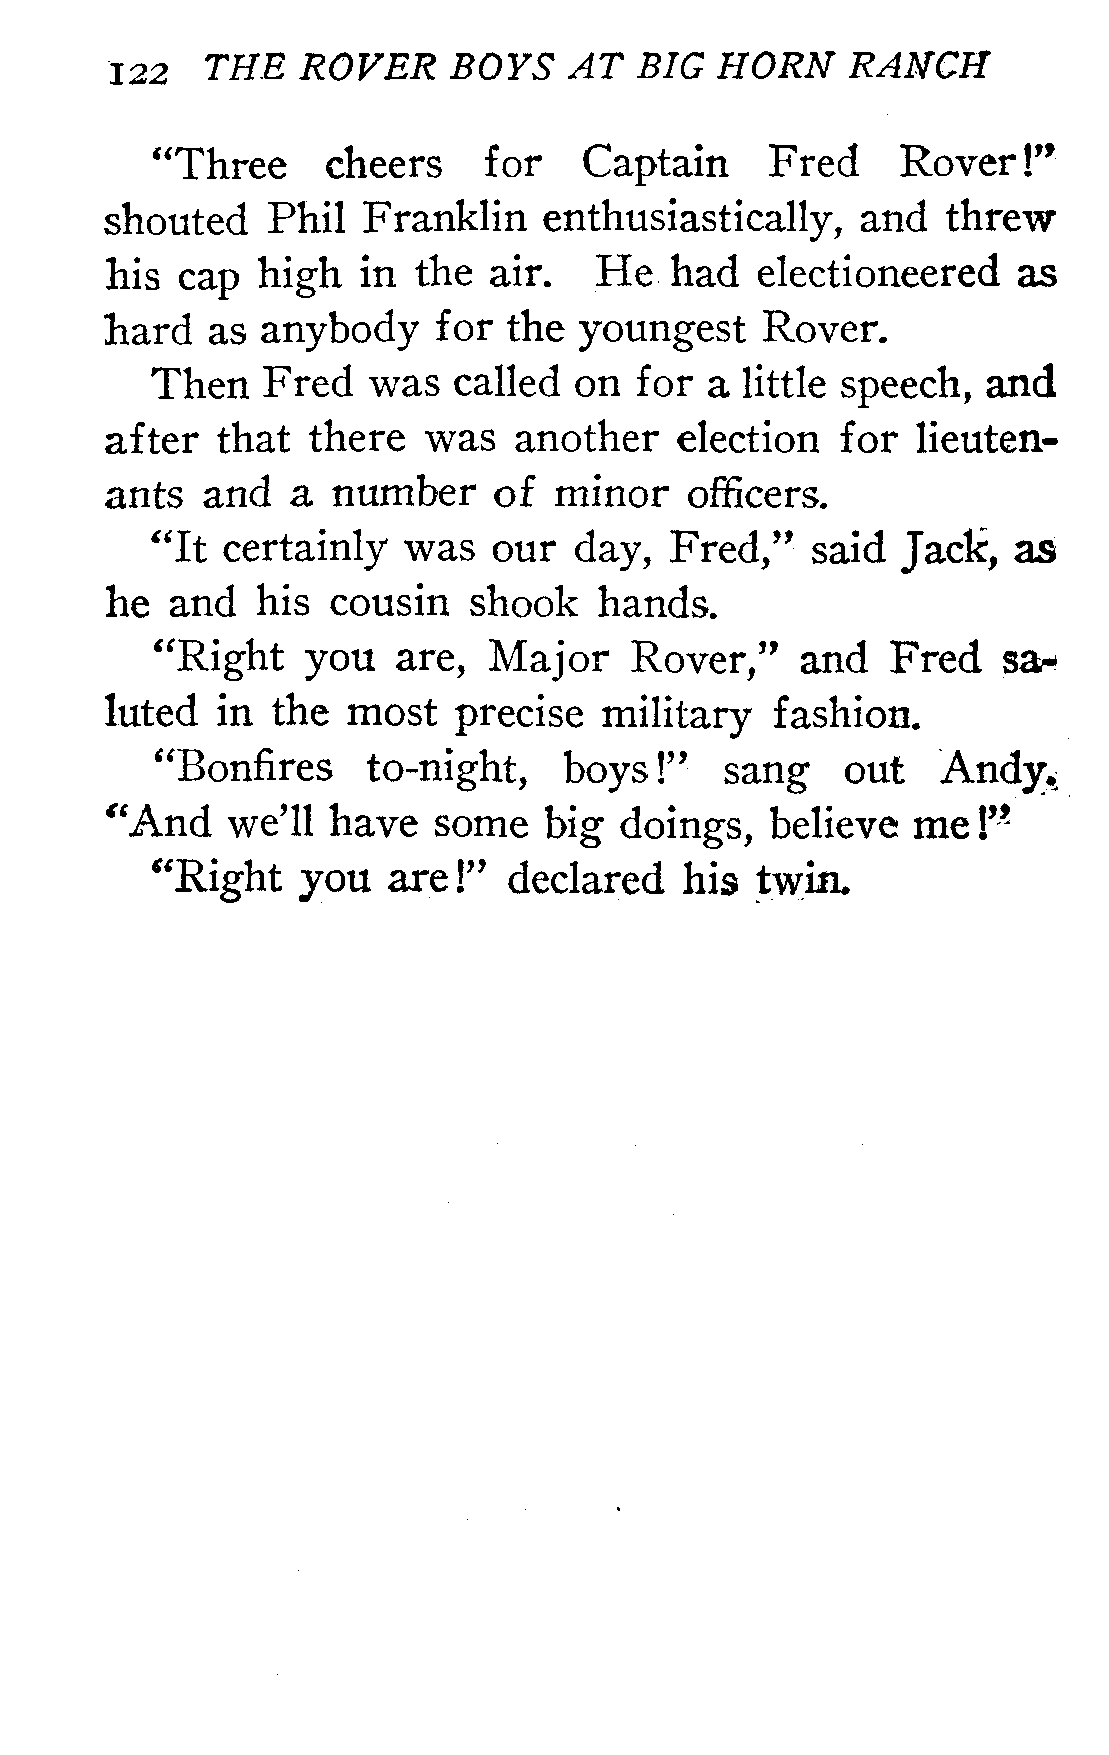 122 THE ROVER BOYS AT BIG HORN RANCH
“Three cheers for Captain Fred Rover!”
shouted Phil Franklin enthusiastically, and threw
his cap high in the air. He had electioneered as
hard as anybody for the youngest Rover.
Then Fred was called on for a little speech, and
after that there was another election for lieuten-
ants and a number of minor officers.
“It certainly was our day, Fred,” said Jack, as
he and his cousin shook hands.
“Right you are, Major Rover,” and Fred sa-
luted in the most precise military fashion.
“Bonfires to-night, boys!” sang out Andy.
“And we’ll have some big doings, believe me!”
“Right you are!” declared his twin.